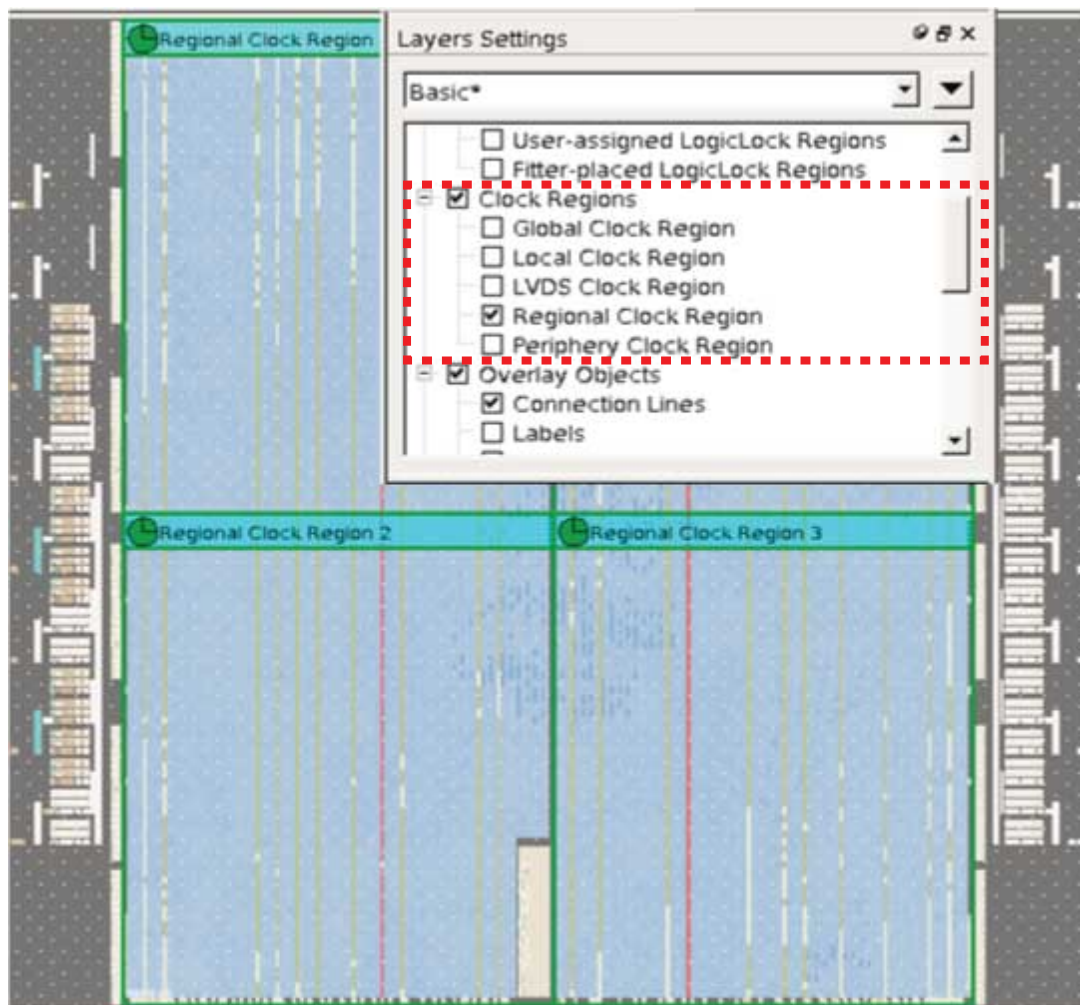 Regional Clock Region
Layers Settings
Basic*
User-assigned LogicLock Regions
Fitter-placed LogicLock Regions
Clock Regions
Global Clock Region
Local Clock Region
LVDS Clock Region
Regional Clock Region
Periphery Clock Region
Overlay Objects
Connection Lines
Labels
Regional Clock Region 2
Regional Clock Region 3